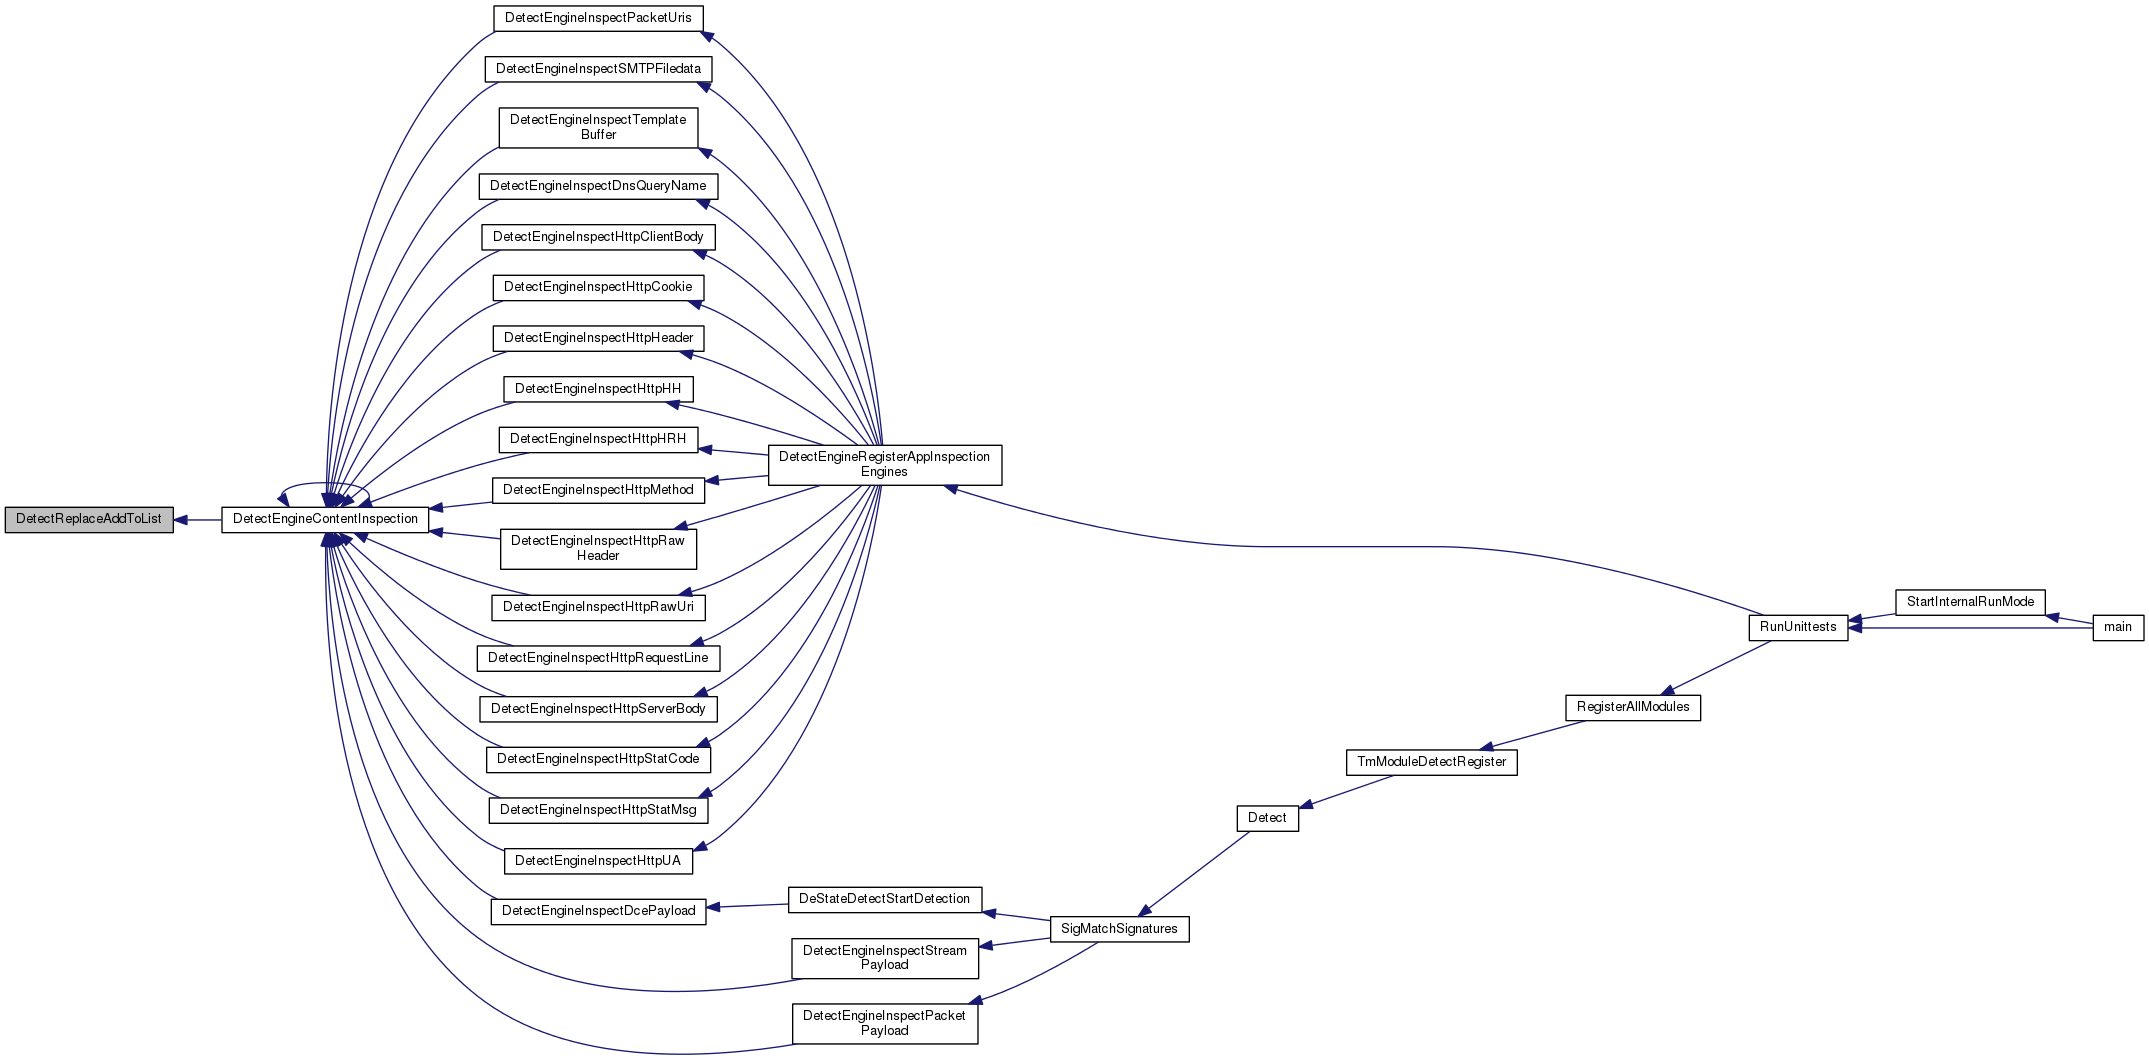 DetectReplaceAddToList
DetectEngineContentInspection
DetectEngineInspectPacketUris
DetectEngineInspectSMTPFiledata
DetectEngineInspectTemplate
Buffer
DetectEngineInspectDnsQueryName
DetectEngineInspectHttpClientBody
DetectEngineInspectHttpCookie
DetectEngineInspectHttpHeader
DetectEngineInspectHttpHH
DetectEngineInspectHttpHRH
DetectEngineInspectHttpMethod
DetectEngineInspectHttpRaw
Header
DetectEngineInspectHttpRawUri
DetectEngineInspectHttpRequestLine
DetectEngineInspectHttpServerBody
DetectEngineInspectHttpStatCode
DetectEngineInspectHttpStatMsg
DetectEngineInspectHttpUA
DetectEngineInspectDcePayload
DetectEngineRegisterAppInspection
Engines
DeStateDetectStartDetection
DetectEngineInspectStream
Payload
DetectEngineInspectPacket
Payload
SigMatchSignatures
Detect
TmModuleDetectRegister
RegisterAllModules
RunUnittests
StartInternalRunMode
main